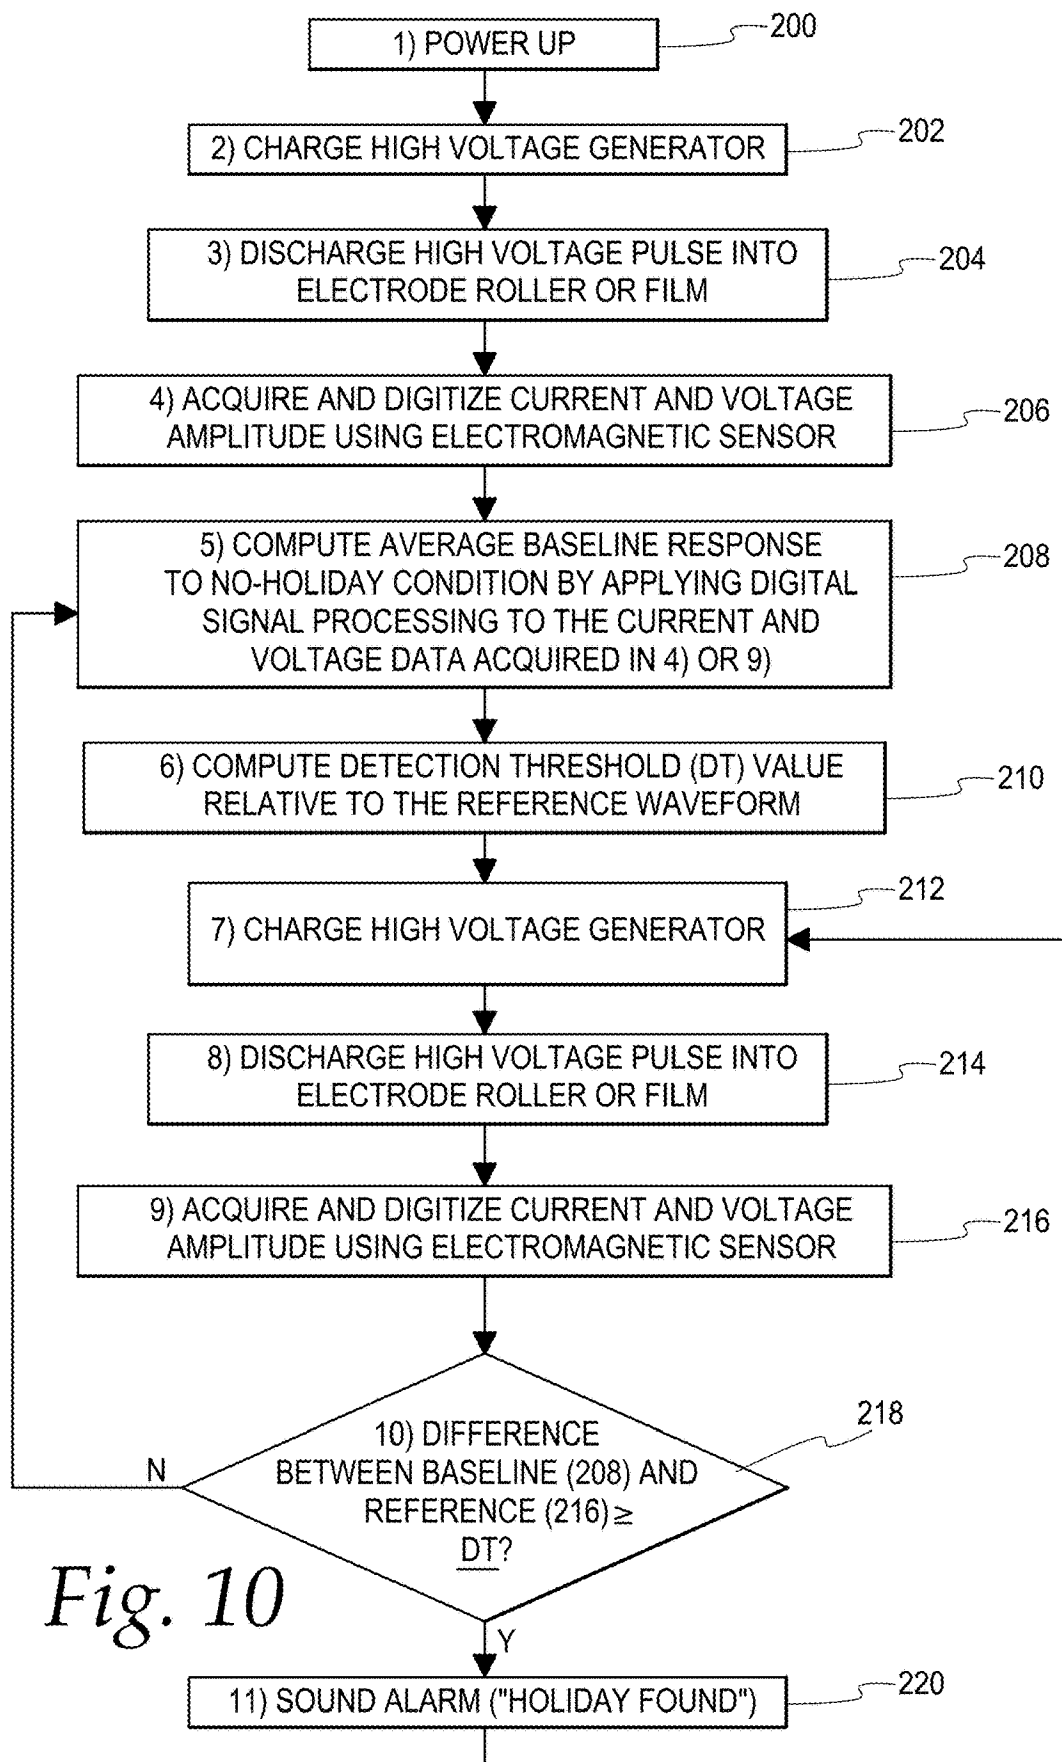 1) POWER UP
200
2) CHARGE HIGH VOLTAGE GENERATOR
202
3) DISCHARGE HIGH VOLTAGE PULSE INTO
ELECTRODE ROLLER OR FILM
204
4) ACQUIRE AND DIGITIZE CURRENT AND VOLTAGE
AMPLITUDE USING ELECTROMAGNETIC SENSOR
206
5) COMPUTE AVERAGE BASELINE RESPONSE
TO NO-HOLIDAY CONDITION BY APPLYING DIGITAL
SIGNAL PROCESSING TO THE CURRENT AND
VOLTAGE DATA ACQUIRED IN 4) OR 9)
208
6) COMPUTE DETECTION THRESHOLD (DT) VALUE
RELATIVE TO THE REFERENCE WAVEFORM
210
7) CHARGE HIGH VOLTAGE GENERATOR
212
8) DISCHARGE HIGH VOLTAGE PULSE INTO
ELECTRODE ROLLER OR FILM
214
9) ACQUIRE AND DIGITIZE CURRENT AND VOLTAGE
AMPLITUDE USING ELECTROMAGNETIC SENSOR
216
10) DIFFERENCE
BETWEEN BASELINE (208) AND
REFERENCE (216) ≥
DT?
218
N
Y
11) SOUND ALARM ("HOLIDAY FOUND")
220
Fig. 10